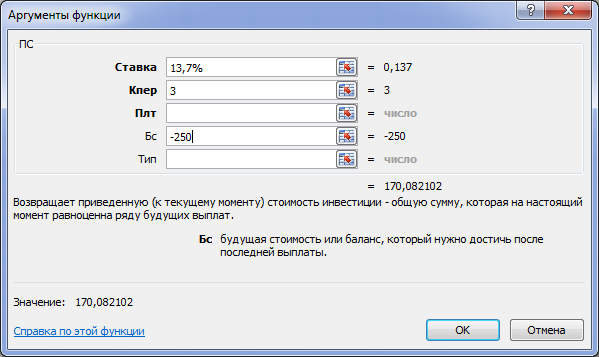 Аргументы функции
ПС
Ставка 13,7% = 0,137
Кпер 3 = 3
Плт = число
Бс -250 = -250
Тип = число
= 170,082102
Возвращает приведенную (к текущему моменту) стоимость инвестиции - общую сумму, которая на настоящий
момент равноценна ряду будущих выплат.
Бс будущая стоимость или баланс, который нужно достичь после
последней выплаты.
Значение: 170,082102
Справка по этой функции
ОК
Отмена